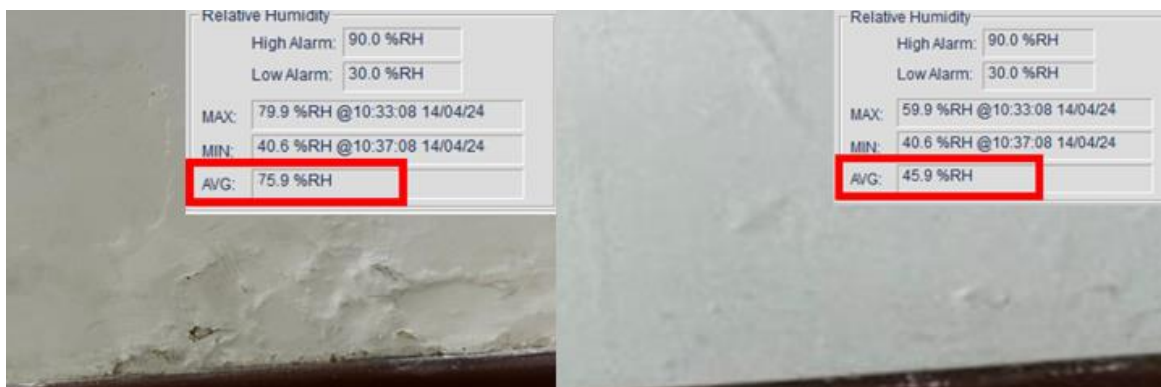 Relative Humidity
High Alarm: 90.0 %RH
Low Alarm: 30.0 %RH
MAX: 79.9 %RH @10:33:08 14/04/24
MIN: 40.6 %RH @10:37:08 14/04/24
AVG: 75.9 %RH
Relative Humidity
High Alarm: 90.0 %RH
Low Alarm: 30.0 %RH
MAX: 59.9 %RH @10:33:08 14/04/24
MIN: 40.6 %RH @10:37:08 14/04/24
AVG: 45.9 %RH